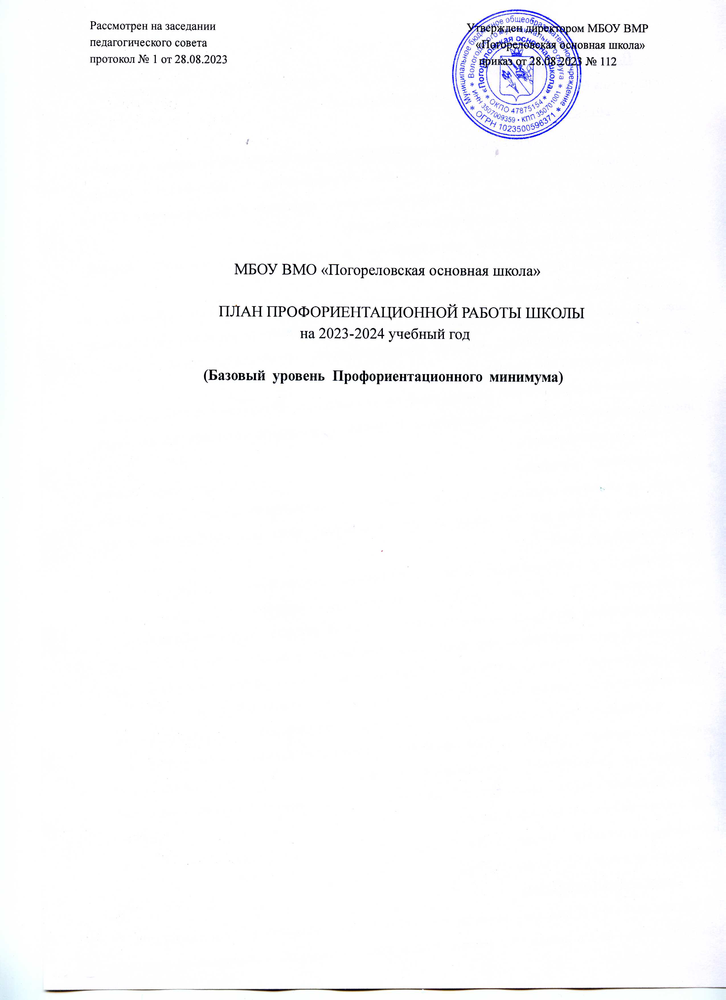 Рассмотрен на заседании
педагогического совета
протокол № 1 от 28.08.2023
Утвержден директором МБОУ ВМР
«Погореловская основная школа»
приказ от 28.08.2023 № 112
* Муниципальное бюджетное общеобразовательное учреждение *
ОГРН 1023500596371
* Вологодского муниципального округа *
ИНН 3507009359 • КПП 350701001
«Погореловская основная школа»
* ОКПО 47875154 *
МБОУ ВМО «Погореловская основная школа»
ПЛАН ПРОФОРИЕНТАЦИОННОЙ РАБОТЫ ШКОЛЫ
на 2023-2024 учебный год
(Базовый уровень Профориентационного минимума)